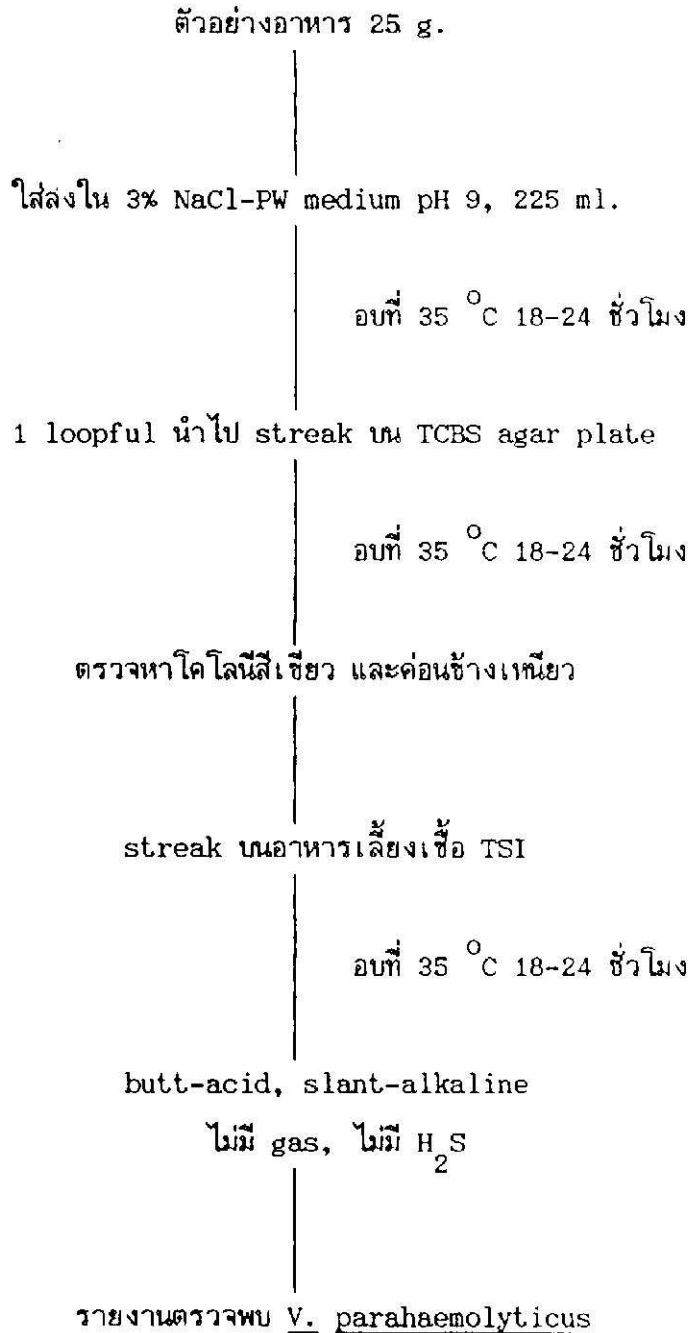 ตัวอย่างอาหาร 25 g.
ใส่ลงใน 3% NaCl-PW medium pH 9, 225 ml.
อบที่ 35 °C 18-24 ชั่วโมง
1 loopful นำไป streak บน TCBS agar plate
อบที่ 35 °C 18-24 ชั่วโมง
ตรวจหาโคโลนีสีเขียว และค่อนข้างเหนียว
streak บนอาหารเลี้ยงเชื้อ TSI
อบที่ 35 °C 18-24 ชั่วโมง
butt-acid, slant-alkaline
ไม่มี gas, ไม่มี H₂S
รายงานตรวจพบ V. parahaemolyticus